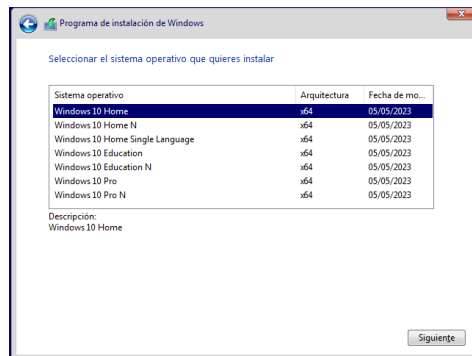 Programa de instalación de Windows
Seleccionar el sistema operativo que quieres instalar
Sistema operativo Arquitectura Fecha de mo...
Windows 10 Home x64 05/05/2023
Windows 10 Home N x64 05/05/2023
Windows 10 Home Single Language x64 05/05/2023
Windows 10 Education x64 05/05/2023
Windows 10 Education N x64 05/05/2023
Windows 10 Pro x64 05/05/2023
Windows 10 Pro N x64 05/05/2023
Descripción:
Windows 10 Home
Siguiente